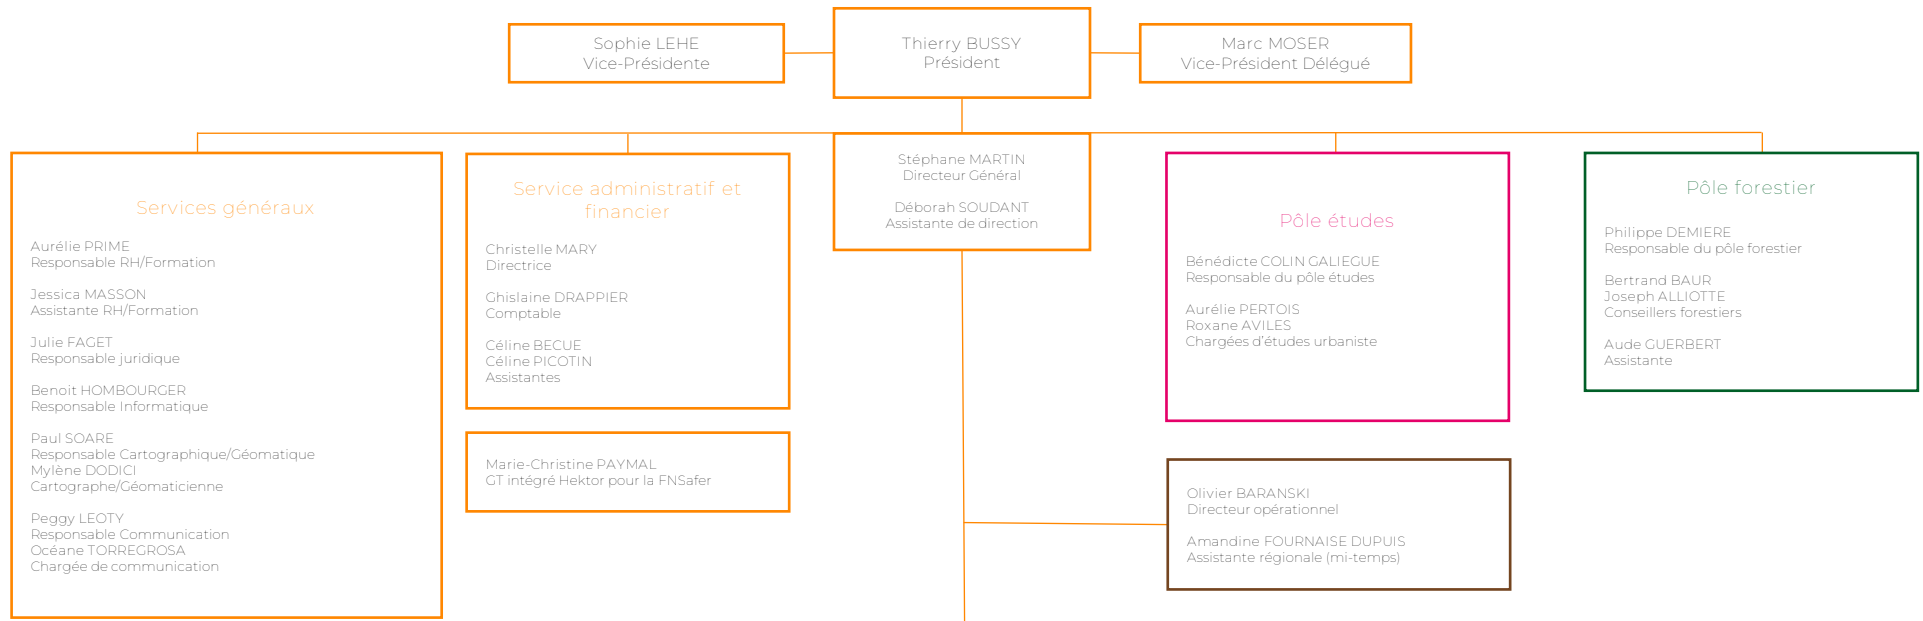 Sophie LEHE
Vice-Présidente
Thierry BUSSY
Président
Marc MOSER
Vice-Président Délégué
Services généraux
Aurélie PRIME
Responsable RH/Formation
Jessica MASSON
Assistante RH/Formation
Julie FAGET
Responsable juridique
Benoit HOMBOURGER
Responsable Informatique
Paul SOARE
Responsable Cartographique/Géomatique
Mylène DODICI
Cartographe/Géomaticienne
Peggy LEOTY
Responsable Communication
Océane TORREGROSA
Chargée de communication
Service administratif et
financier
Christelle MARY
Directrice
Ghislaine DRAPPIER
Comptable
Céline BECUE
Céline PICOTIN
Assistantes
Marie-Christine PAYMAL
GT intégré Hektor pour la FNSafer
Stéphane MARTIN
Directeur Général
Déborah SOUDANT
Assistante de direction
Pôle études
Bénédicte COLIN GALIEGUE
Responsable du pôle études
Aurélie PERTOIS
Roxane AVILES
Chargées d'études urbaniste
Olivier BARANSKI
Directeur opérationnel
Amandine FOURNAISE DUPUIS
Assistante régionale (mi-temps)
Pôle forestier
Philippe DEMIERE
Responsable du pôle forestier
Bertrand BAUR
Joseph ALLIOTTE
Conseillers forestiers
Aude GUERBERT
Assistante